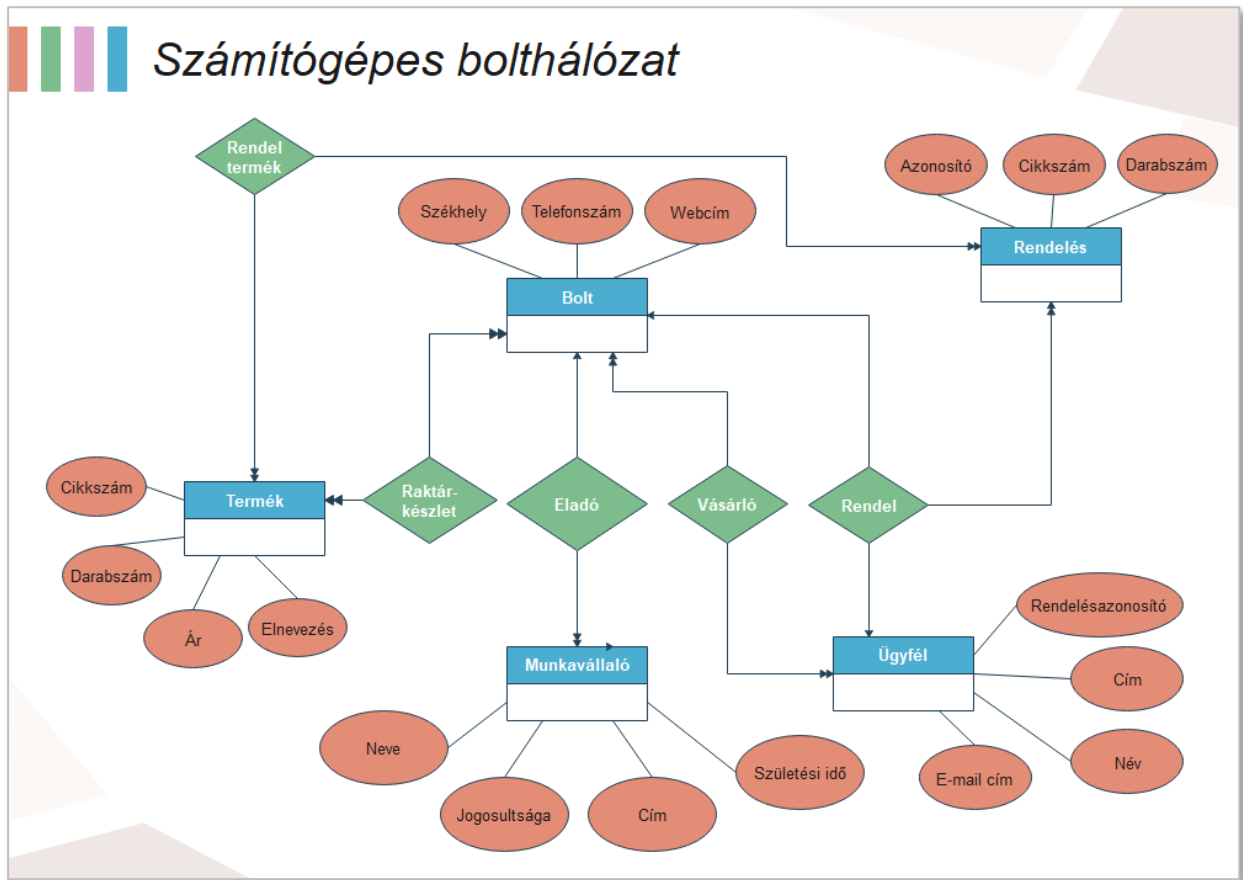 Számítógépes bolthálózat
Rendel
termék
Azonosító
Cikkszám
Darabszám
Székhely
Telefonszám
Webcím
Rendelés
Bolt
Cikkszám
Termék
Raktár-
készlet
Eladó
Vásárló
Rendel
Darabszám
Ár
Elnevezés
Rendelésazonosító
Munkavállaló
Ügyfél
Cím
Neve
Születési idő
Név
E-mail cím
Jogosultsága
Cím